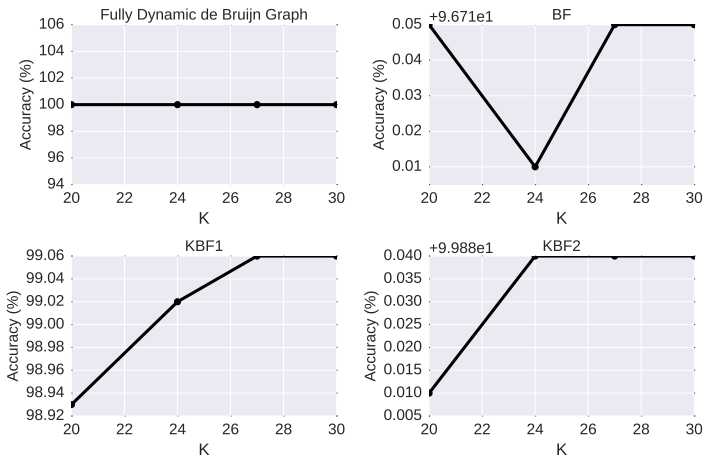 Fully Dynamic de Bruijn Graph
106
104
102
100
98
96
94
Accuracy (%)
20 22 24 26 28 30
K
+9.671e1
BF
0.05
0.04
0.03
0.02
0.01
Accuracy (%)
20 22 24 26 28 30
K
KBF1
99.06
99.04
99.02
99.00
98.98
98.96
98.94
98.92
Accuracy (%)
20 22 24 26 28 30
K
+9.988e1
KBF2
0.040
0.035
0.030
0.025
0.020
0.015
0.010
0.005
Accuracy (%)
20 22 24 26 28 30
K